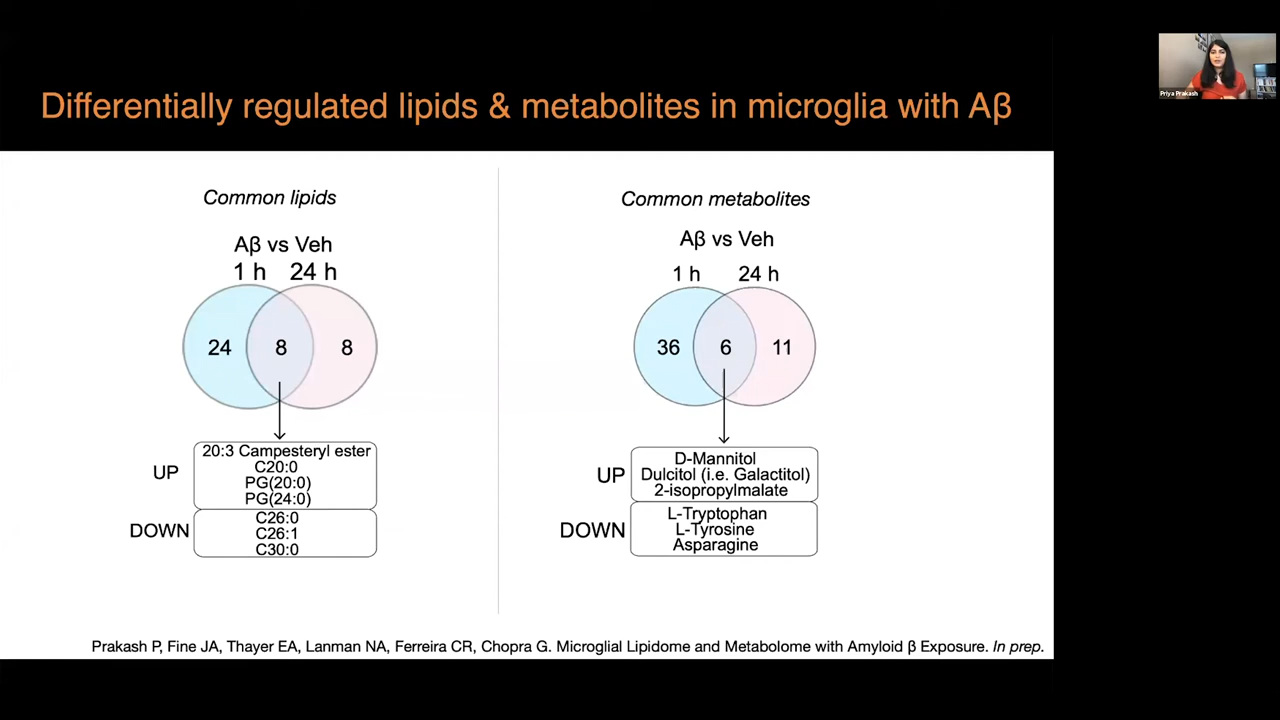 Differentially regulated lipids & metabolites in microglia with Aβ
Priya Prakash
Common lipids
Aβ vs Veh
1 h 24 h
24 8 8
UP
20:3 Campesteryl ester
C20:0
PG(20:0)
PG(24:0)
DOWN
C26:0
C26:1
C30:0
Common metabolites
Aβ vs Veh
1 h 24 h
36 6 11
UP
D-Mannitol
Dulcitol (i.e. Galactitol)
2-isopropylmalate
DOWN
L-Tryptophan
L-Tyrosine
Asparagine
Prakash P, Fine JA, Thayer EA, Lanman NA, Ferreira CR, Chopra G. Microglial Lipidome and Metabolome with Amyloid β Exposure. In prep.